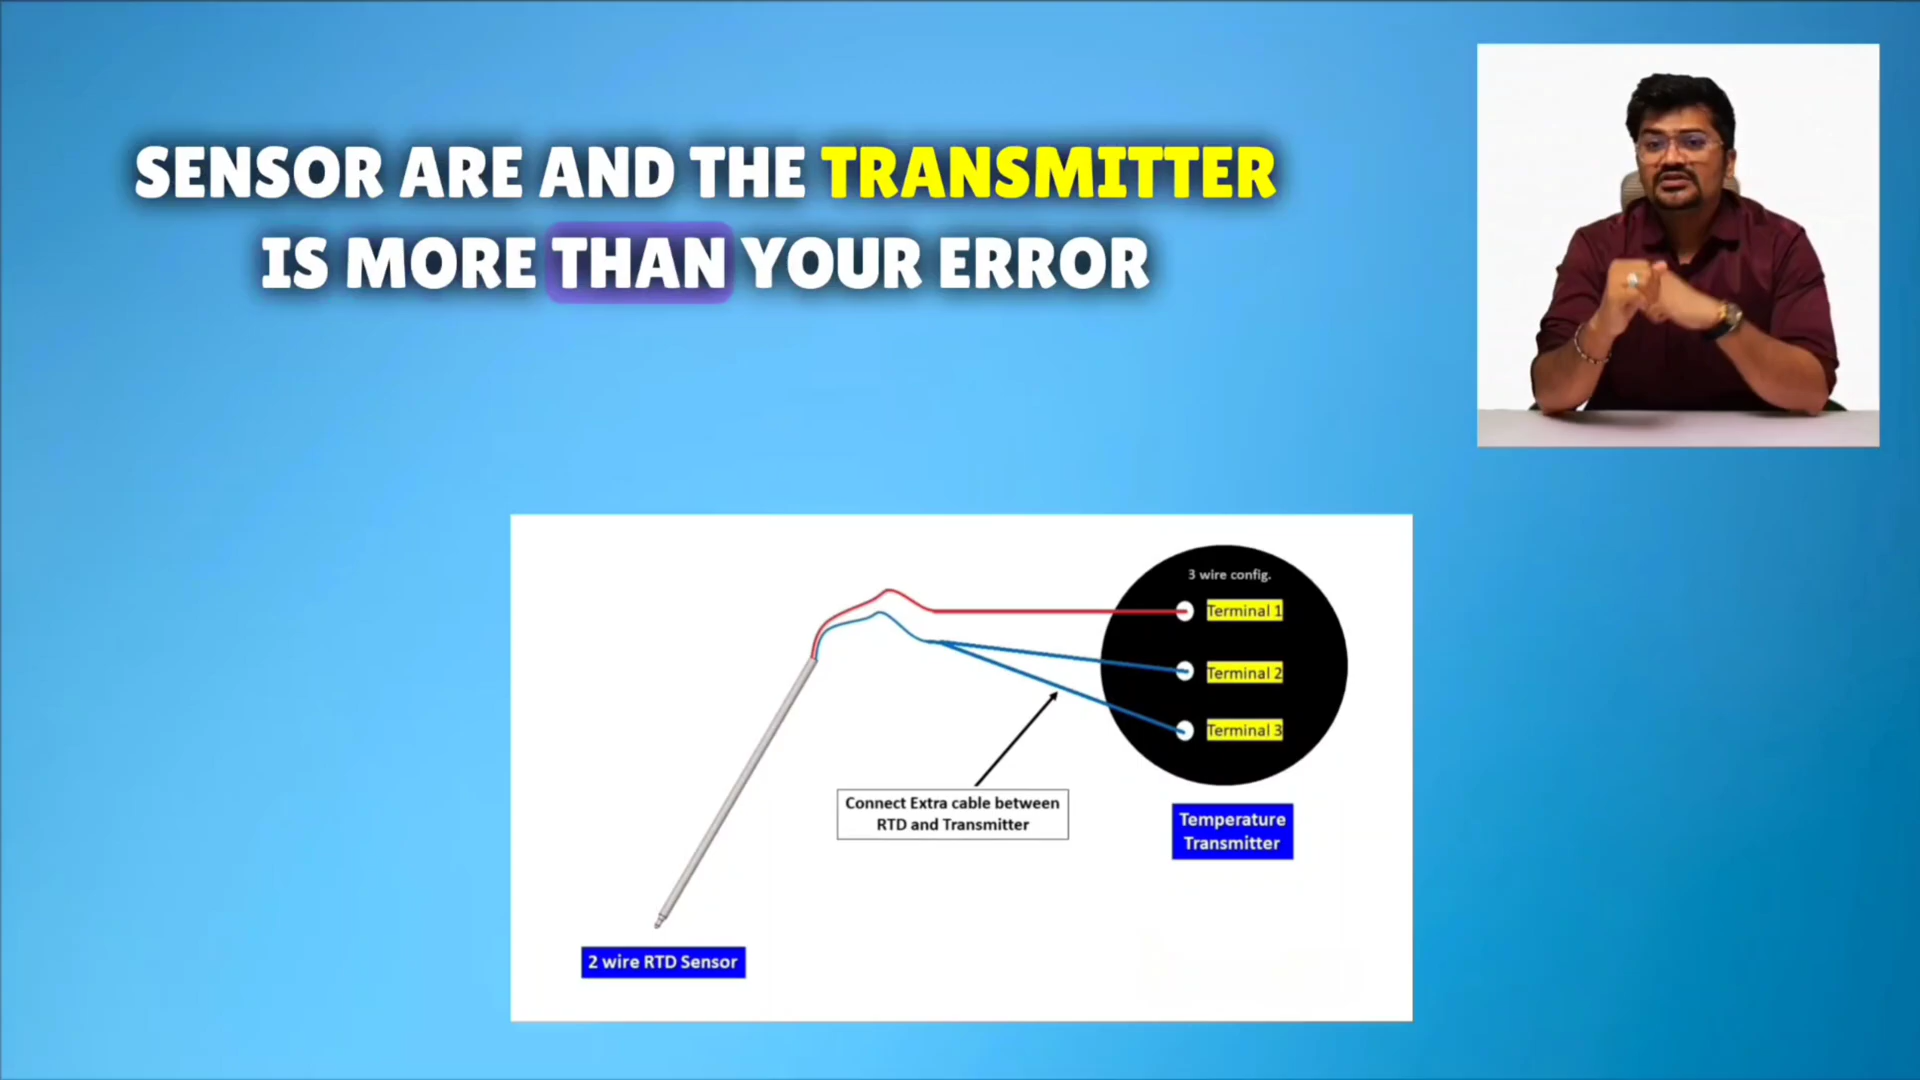 SENSOR ARE AND THE TRANSMITTER
IS MORE THAN YOUR ERROR
3 wire config.
Terminal 1
Terminal 2
Terminal 3
Connect Extra cable between
RTD and Transmitter
Temperature
Transmitter
2 wire RTD Sensor